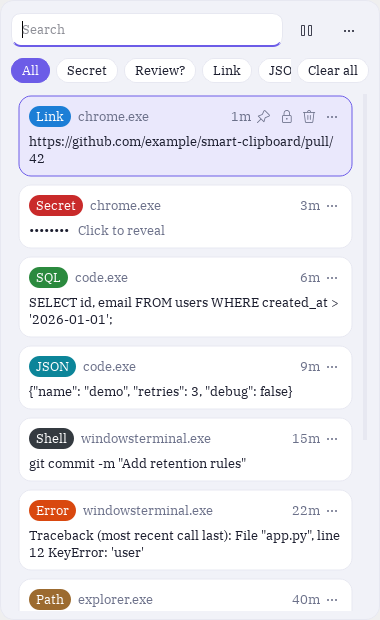 Search
All Secret Review? Link JSO Clear all
Link chrome.exe 1m
https://github.com/example/smart-clipboard/pull/
42
Secret chrome.exe 3m
•••••••• Click to reveal
SQL code.exe 6m
SELECT id, email FROM users WHERE created_at >
'2026-01-01';
JSON code.exe 9m
{"name": "demo", "retries": 3, "debug": false}
Shell windowsterminal.exe 15m
git commit -m "Add retention rules"
Error windowsterminal.exe 22m
Traceback (most recent call last): File "app.py", line
12 KeyError: 'user'
Path explorer.exe 40m